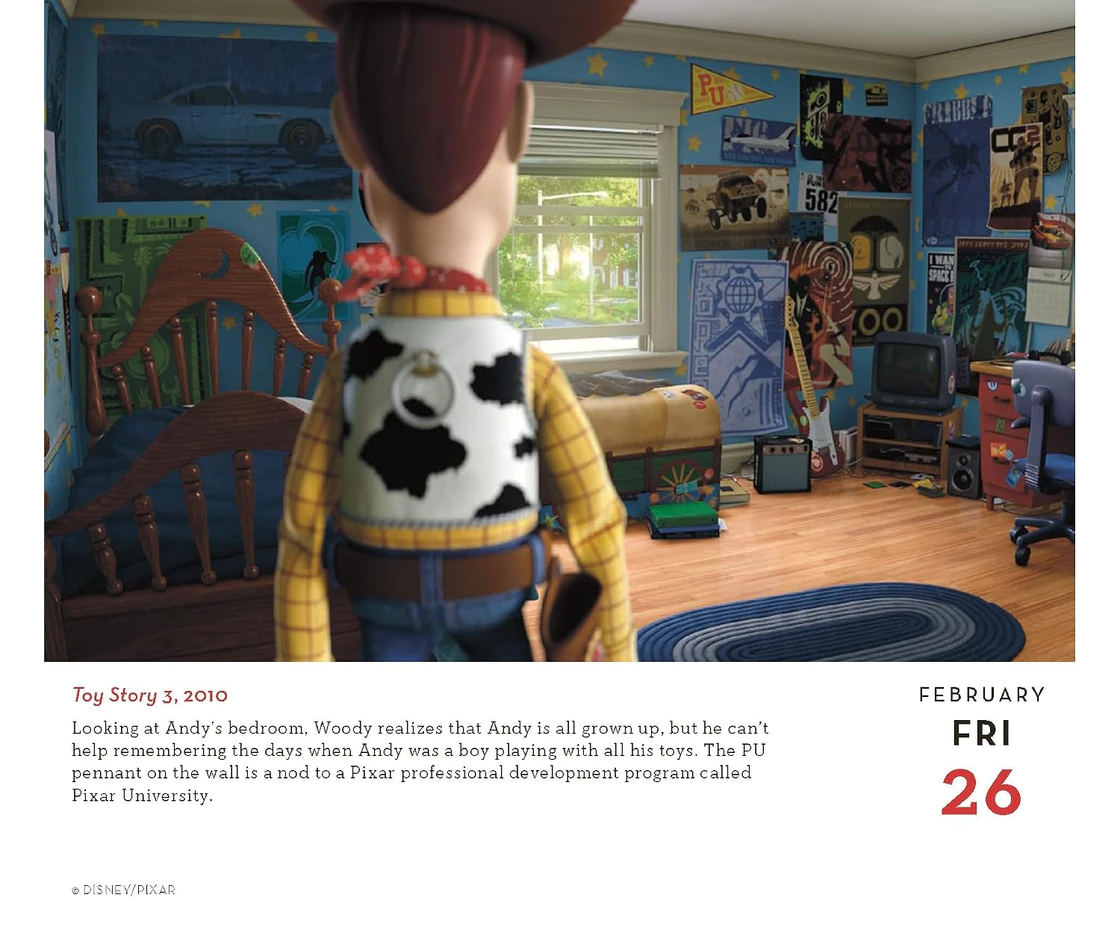 PU
582
CG2
I WANT
Toy Story 3, 2010
Looking at Andy's bedroom, Woody realizes that Andy is all grown up, but he can't
help remembering the days when Andy was a boy playing with all his toys. The PU
pennant on the wall is a nod to a Pixar professional development program called
Pixar University.
FEBRUARY
FRI
26
© DISNEY/PIXAR